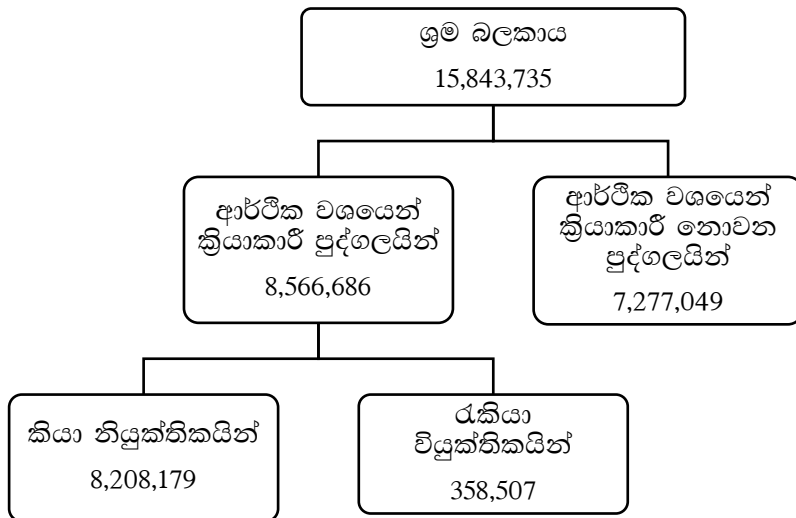 ශ්‍රම බලකාය
15,843,735
ආර්ථික වශයෙන්
ක්‍රියාකාරී පුද්ගලයින්
8,566,686
ආර්ථික වශයෙන්
ක්‍රියාකාරී නොවන
පුද්ගලයින්
7,277,049
කියා නියුක්තිකයින්
8,208,179
රැකියා
වියුක්තිකයින්
358,507